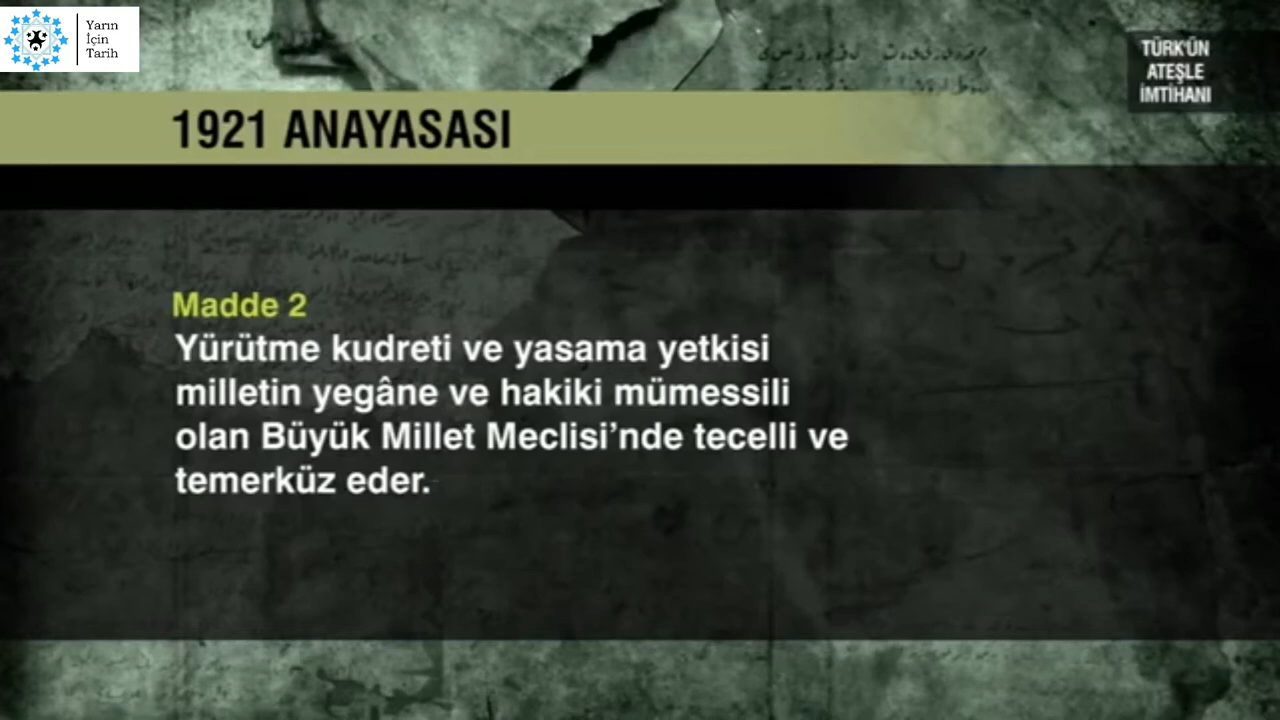 Yarın
İçin
Tarih
TÜRK'ÜN
ATEŞLE
İMTİHANI
1921 ANAYASASI
Madde 2
Yürütme kudreti ve yasama yetkisi
milletin yegâne ve hakiki mümessili
olan Büyük Millet Meclisi’nde tecelli ve
temerküz eder.